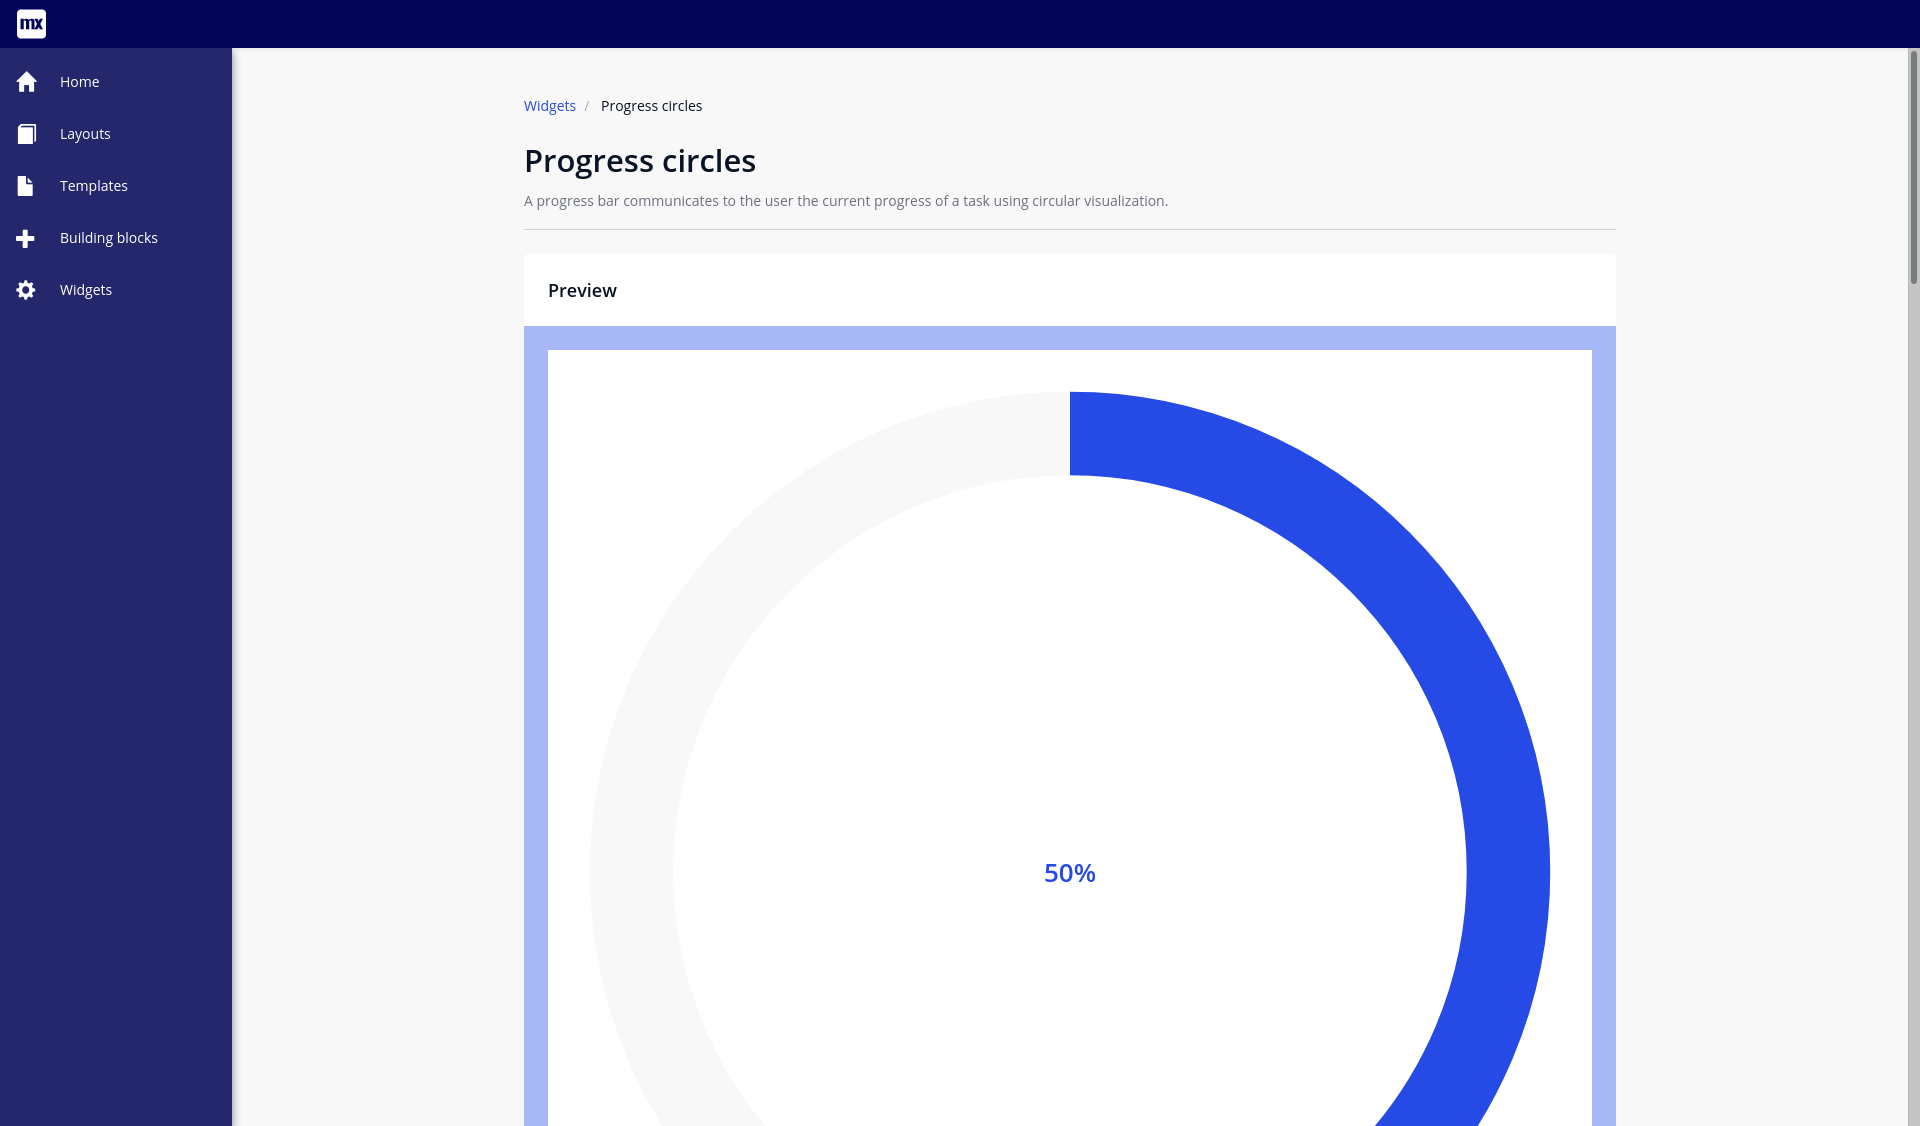 mx
Home
Layouts
Templates
Building blocks
Widgets
Widgets / Progress circles
Progress circles
A progress bar communicates to the user the current progress of a task using circular visualization.
Preview
50%